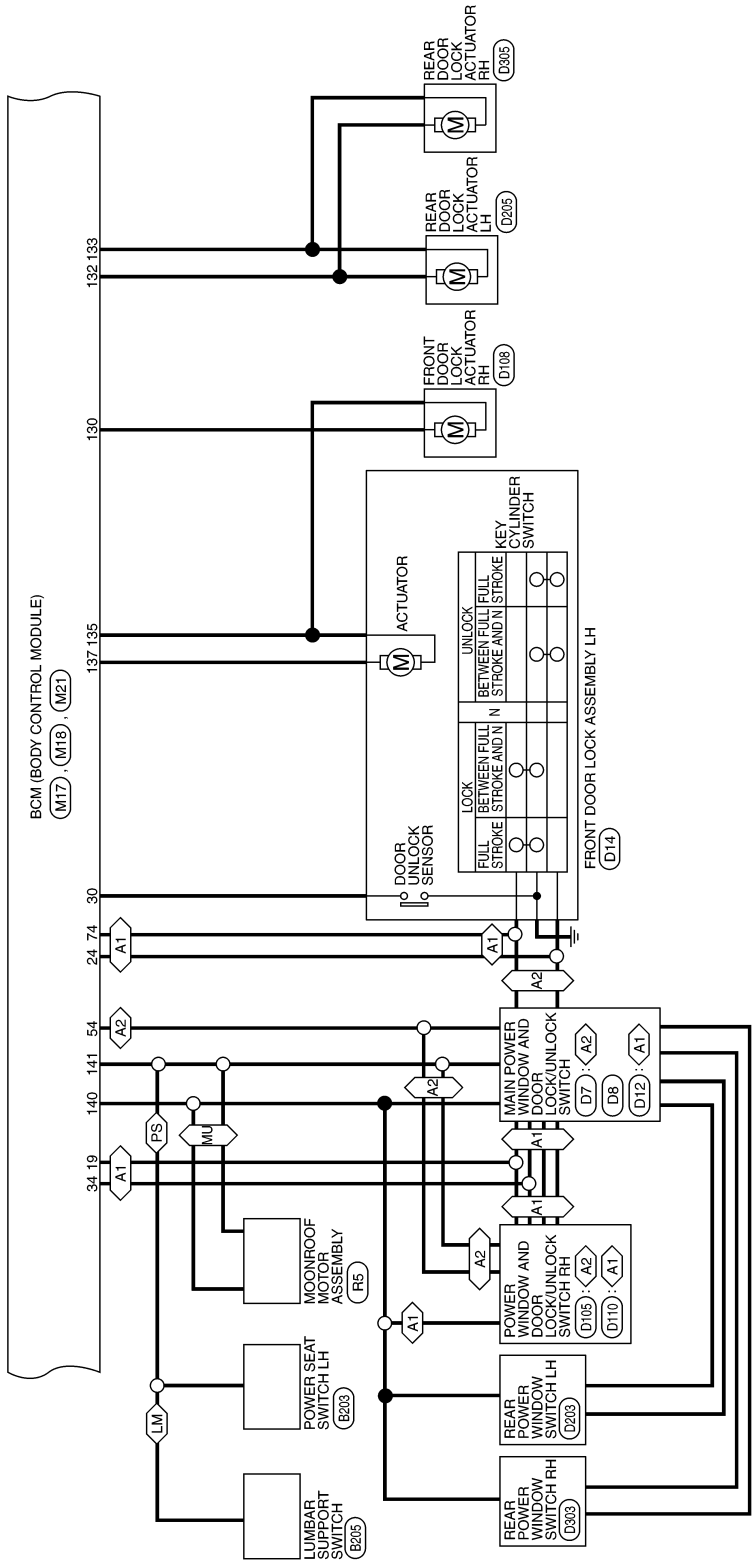 BCM (BODY CONTROL MODULE)
M17 , M18 , M21
34 19
140
141
54
24 74
30
137 135
130
132 133
A1
A2
A1
PS
LM
MU
LUMBAR
SUPPORT
SWITCH
B205
POWER SEAT
SWITCH LH
B203
MOONROOF
MOTOR
ASSEMBLY
R5
A1
A2
A2
A1
A1
A1
A2
REAR
POWER
WINDOW
SWITCH RH
D303
REAR
POWER
WINDOW
SWITCH LH
D203
POWER
WINDOW AND
DOOR
LOCK/UNLOCK
SWITCH RH
D105 : A2
D110 : A1
MAIN POWER
WINDOW AND
DOOR
LOCK/UNLOCK
SWITCH
D7 : A2
D8
D12 : A1
DOOR
UNLOCK
SENSOR
ACTUATOR
M
LOCK
N
UNLOCK
FULL
STROKE
BETWEEN FULL
STROKE AND N
BETWEEN FULL
STROKE AND N
FULL
STROKE
KEY
CYLINDER
SWITCH
FRONT DOOR LOCK ASSEMBLY LH
D14
M
FRONT
DOOR
LOCK
ACTUATOR
RH
D108
M
REAR
DOOR
LOCK
ACTUATOR
LH
D205
M
REAR
DOOR
LOCK
ACTUATOR
RH
D305